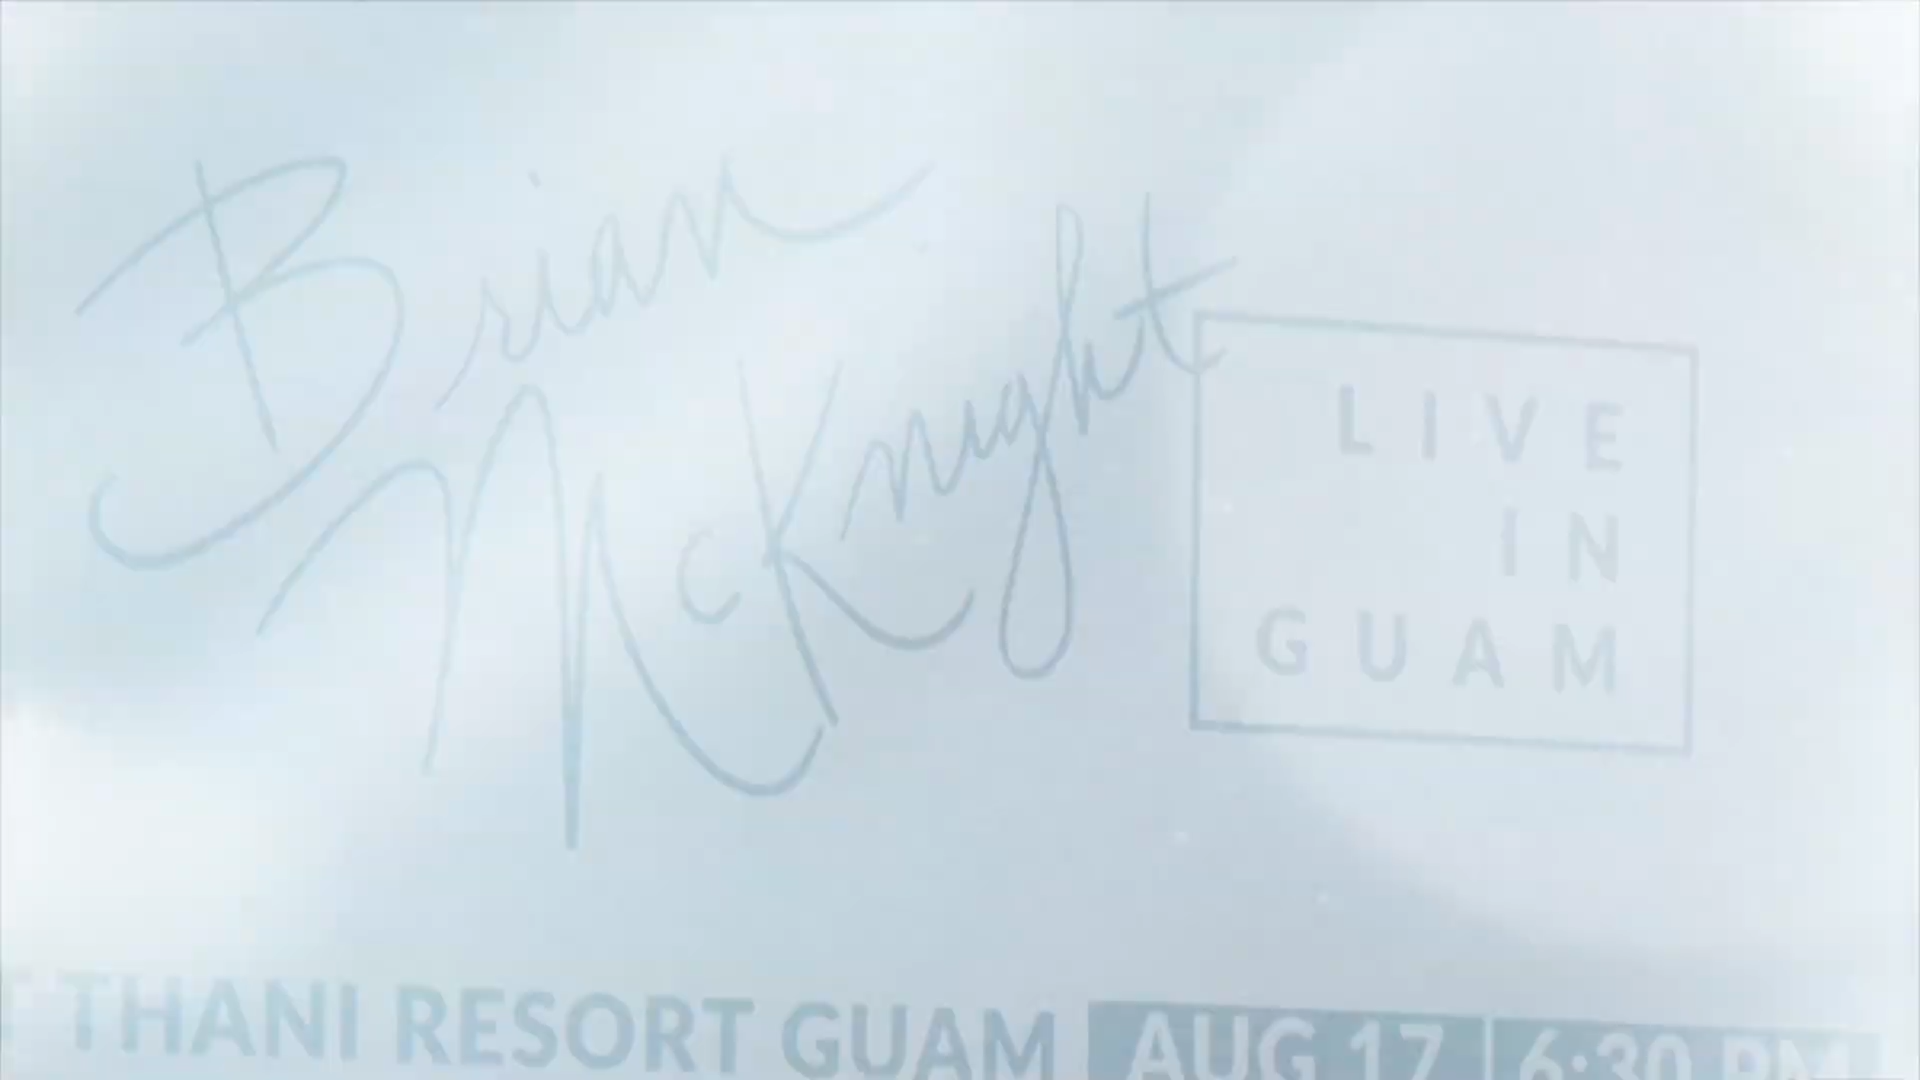 Brian
McKnight
LIVE
IN
GUAM
THANI RESORT GUAM AUG 17 | 6:30 PM